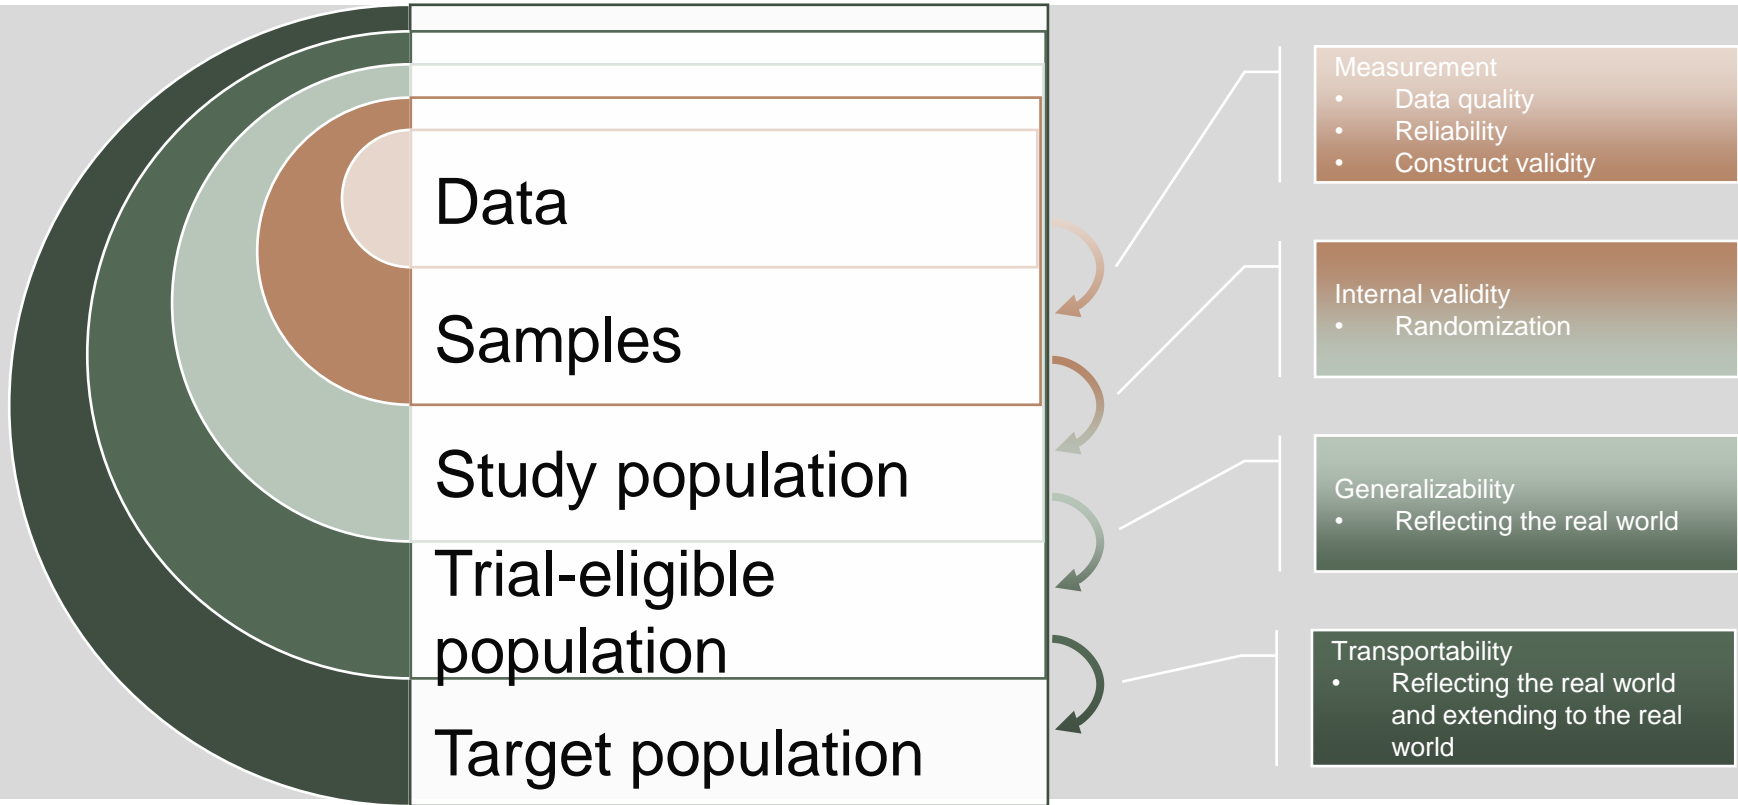 Data
Samples
Study population
Trial-eligible
population
Target population
Measurement
• Data quality
• Reliability
• Construct validity
Internal validity
• Randomization
Generalizability
• Reflecting the real world
Transportability
• Reflecting the real world
and extending to the real
world